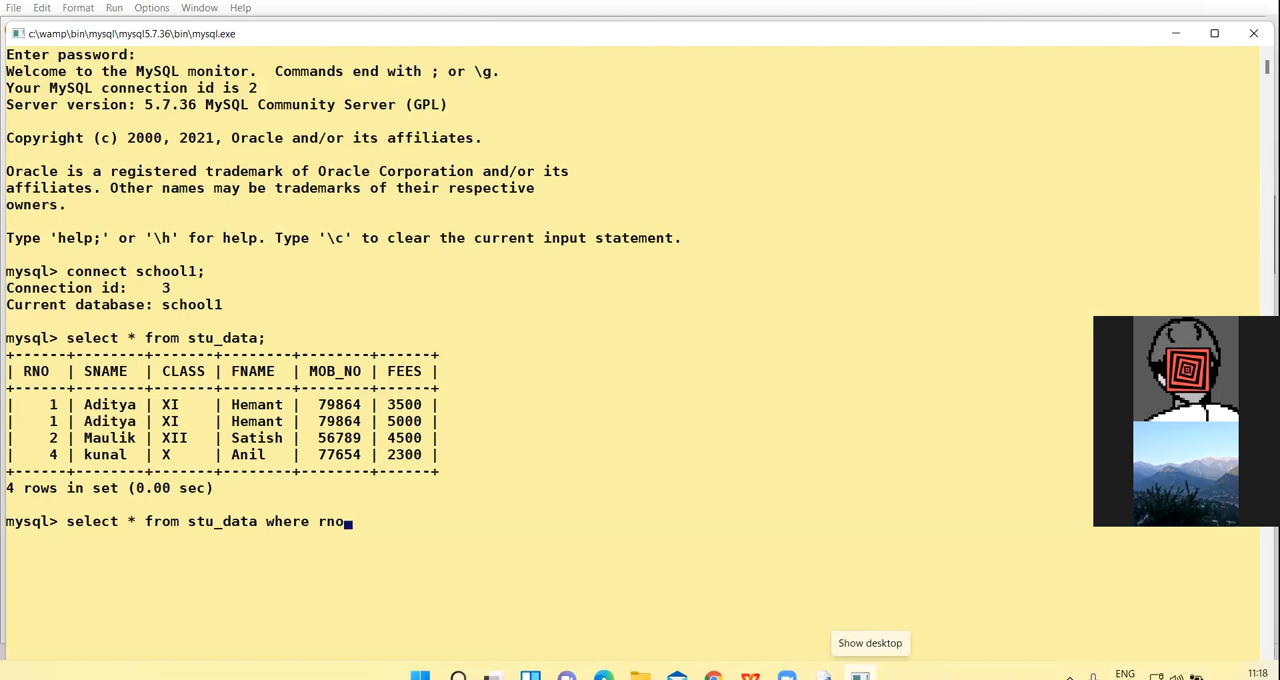 File Edit Format Run Options Window Help
c:\wamp\bin\mysql\mysql5.7.36\bin\mysql.exe
Enter password:
Welcome to the MySQL monitor.  Commands end with ; or \g.
Your MySQL connection id is 2
Server version: 5.7.36 MySQL Community Server (GPL)
Copyright (c) 2000, 2021, Oracle and/or its affiliates.
Oracle is a registered trademark of Oracle Corporation and/or its
affiliates. Other names may be trademarks of their respective
owners.
Type 'help;' or '\h' for help. Type '\c' to clear the current input statement.
mysql> connect school1;
Connection id:    3
Current database: school1
mysql> select * from stu_data;
+------+--------+-------+--------+--------+------+
| RNO  | SNAME  | CLASS | FNAME  | MOB_NO | FEES |
+------+--------+-------+--------+--------+------+
|    1 | Aditya | XI    | Hemant |  79864 | 3500 |
|    1 | Aditya | XI    | Hemant |  79864 | 5000 |
|    2 | Maulik | XII   | Satish |  56789 | 4500 |
|    4 | kunal  | X     | Anil   |  77654 | 2300 |
+------+--------+-------+--------+--------+------+
4 rows in set (0.00 sec)
mysql> select * from stu_data where rno
Show desktop
ENG
11:18